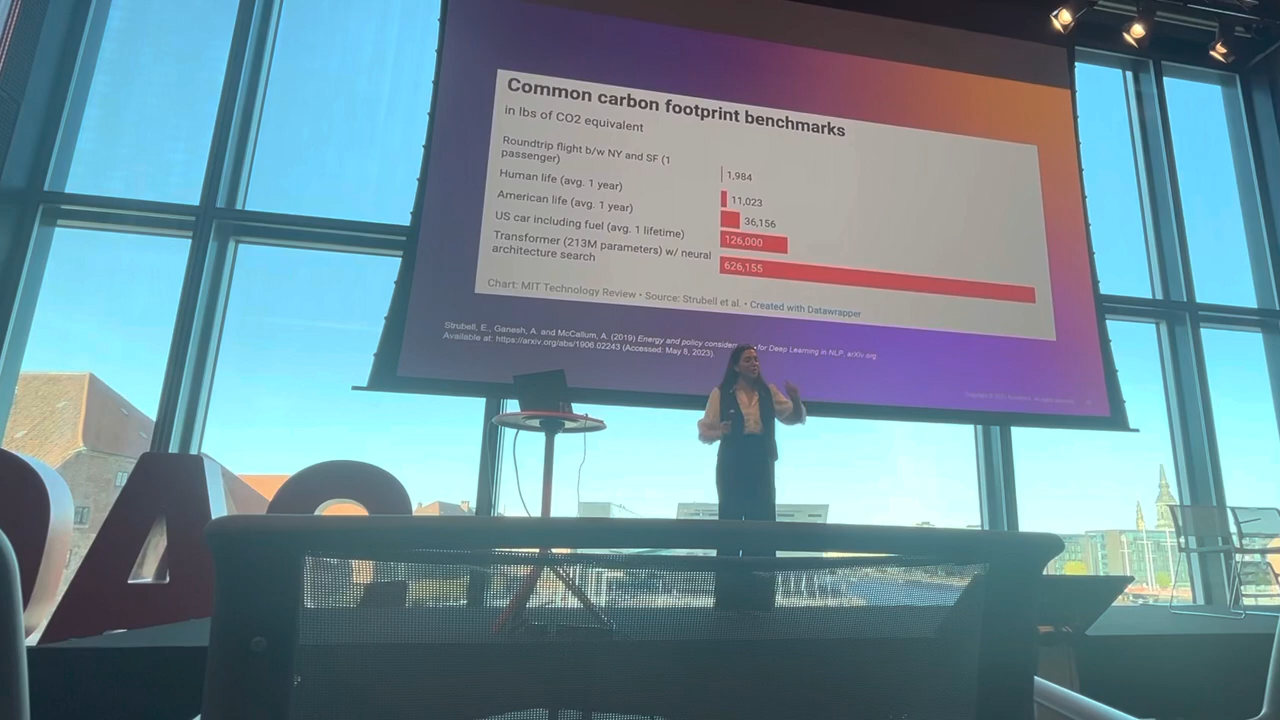 Common carbon footprint benchmarks
in lbs of CO2 equivalent
Roundtrip flight b/w NY and SF (1
passenger)
1,984
Human life (avg. 1 year)
11,023
American life (avg. 1 year)
36,156
US car including fuel (avg. 1 lifetime)
126,000
Transformer (213M parameters) w/ neural
architecture search
626,155
Chart: MIT Technology Review • Source: Strubell et al. • Created with Datawrapper
Strubell, E., Ganesh, A. and McCallum, A. (2019) Energy and policy consider for Deep Learning in NLP, arXiv.org.
Available at: https://arxiv.org/abs/1906.02243 (Accessed: May 8, 2023).